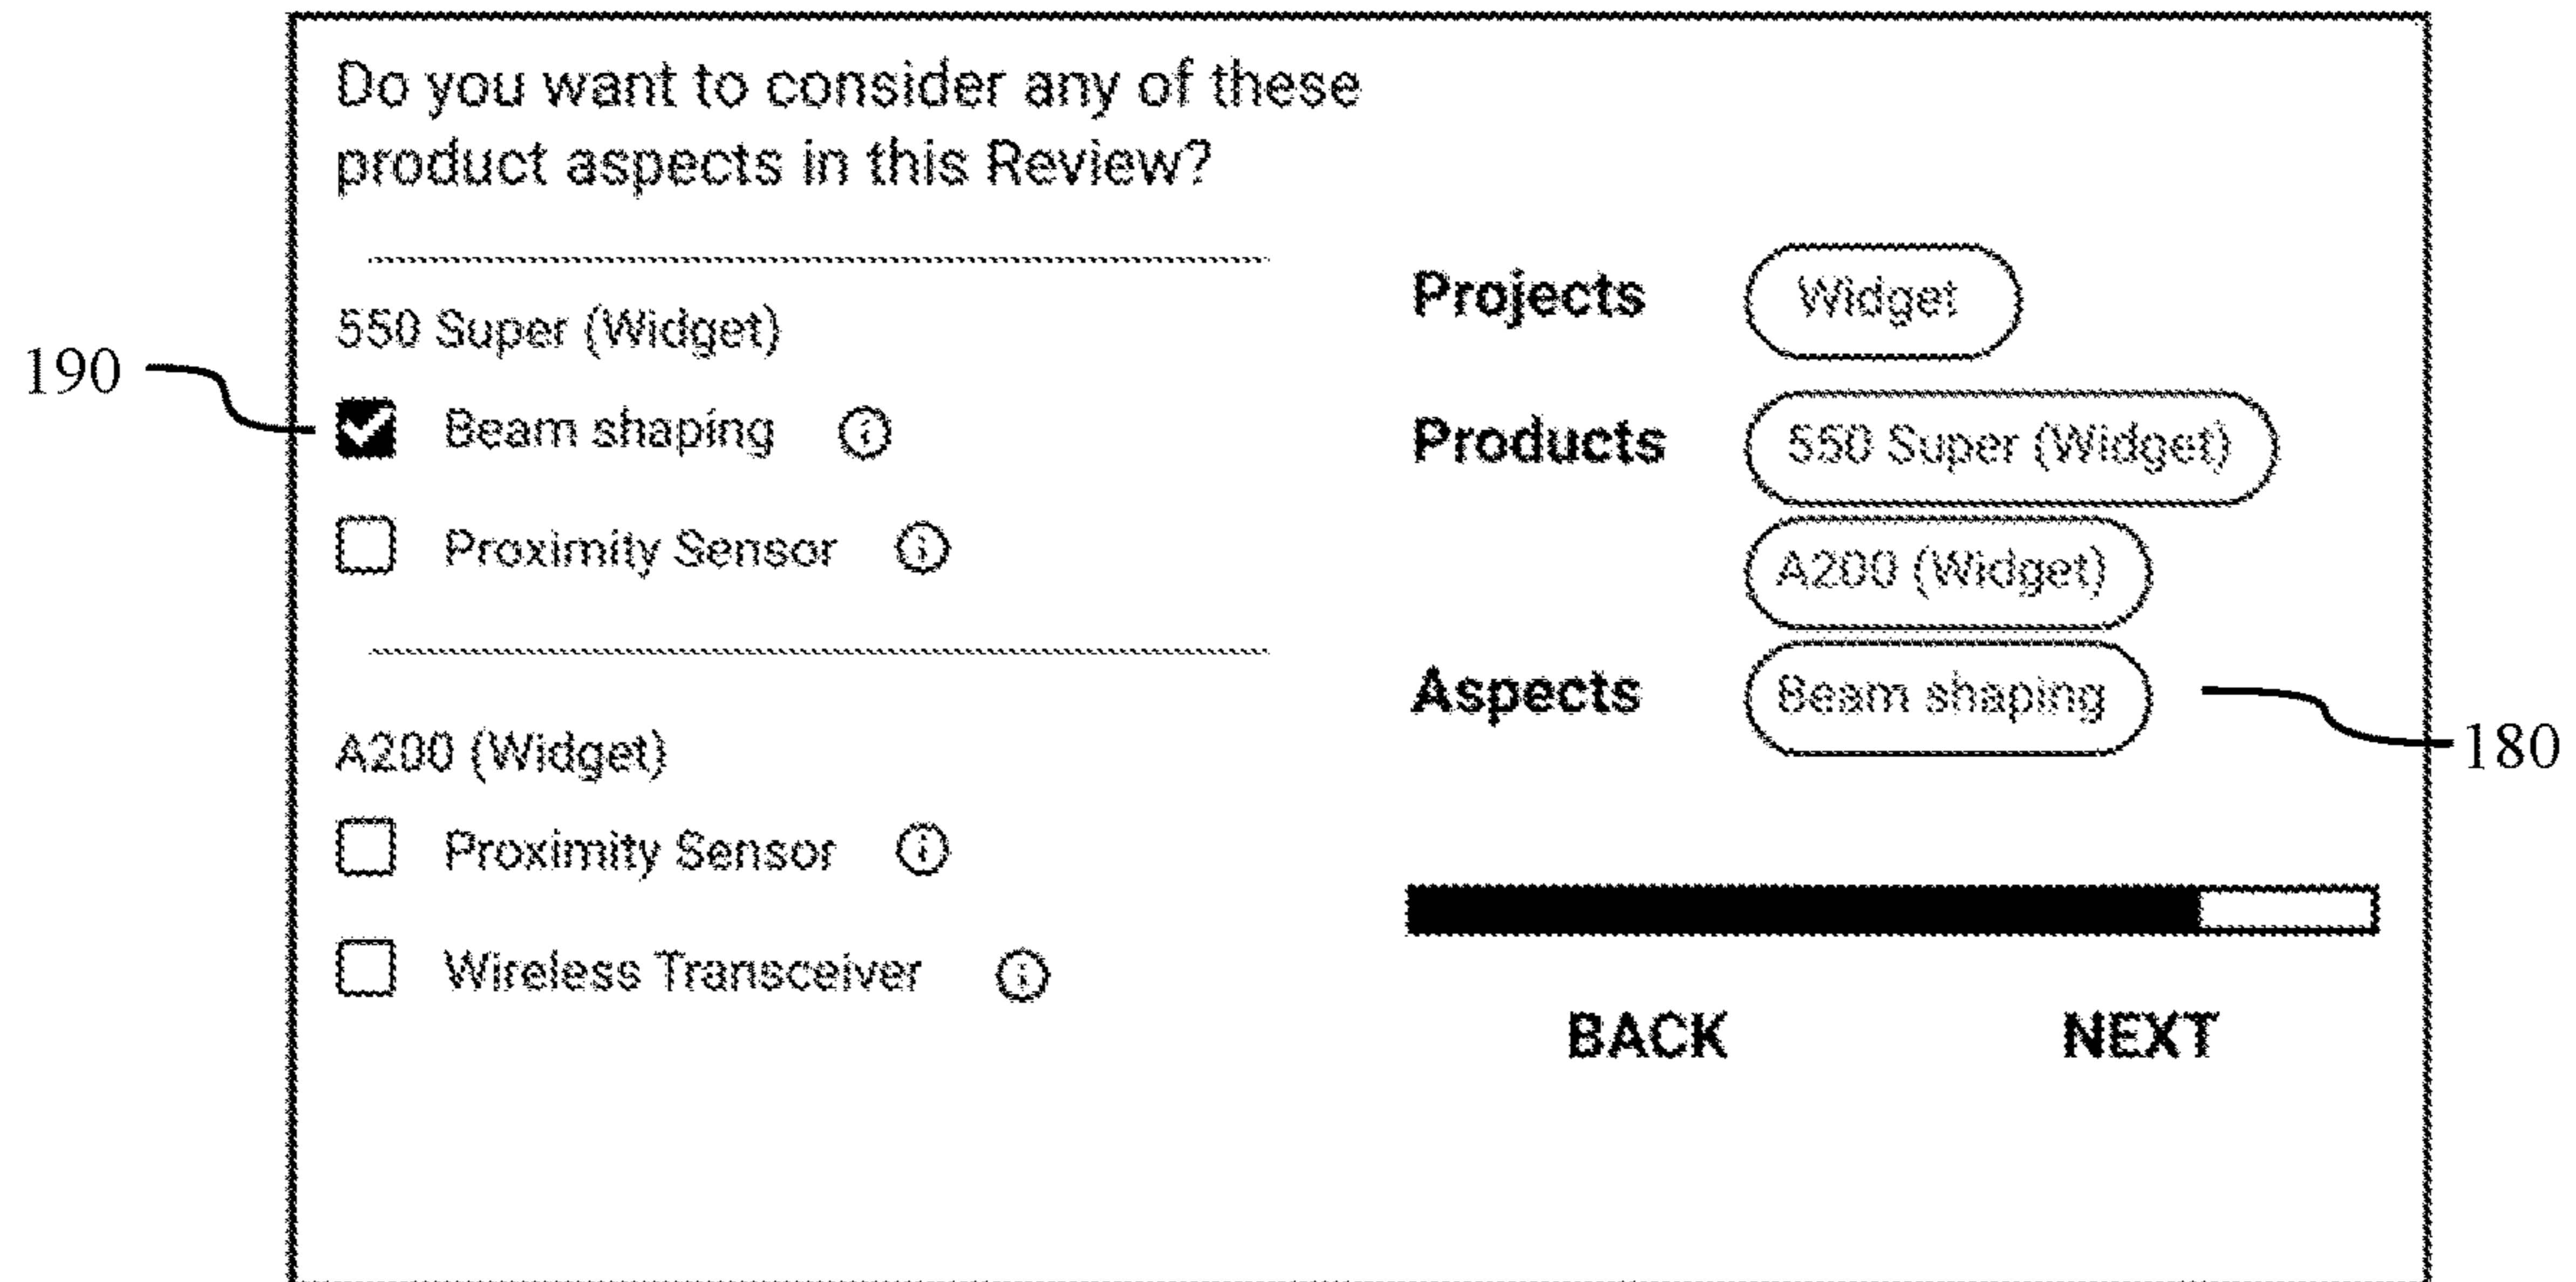 Do you want to consider any of these
product aspects in this Review?
550 Super (Widget)
190
Beam shaping
Proximity Sensor
A200 (Widget)
Proximity Sensor
Wireless Transceiver
Projects Widget
Products 550 Super (Widget)
A200 (Widget)
Aspects Beam shaping
180
BACK NEXT